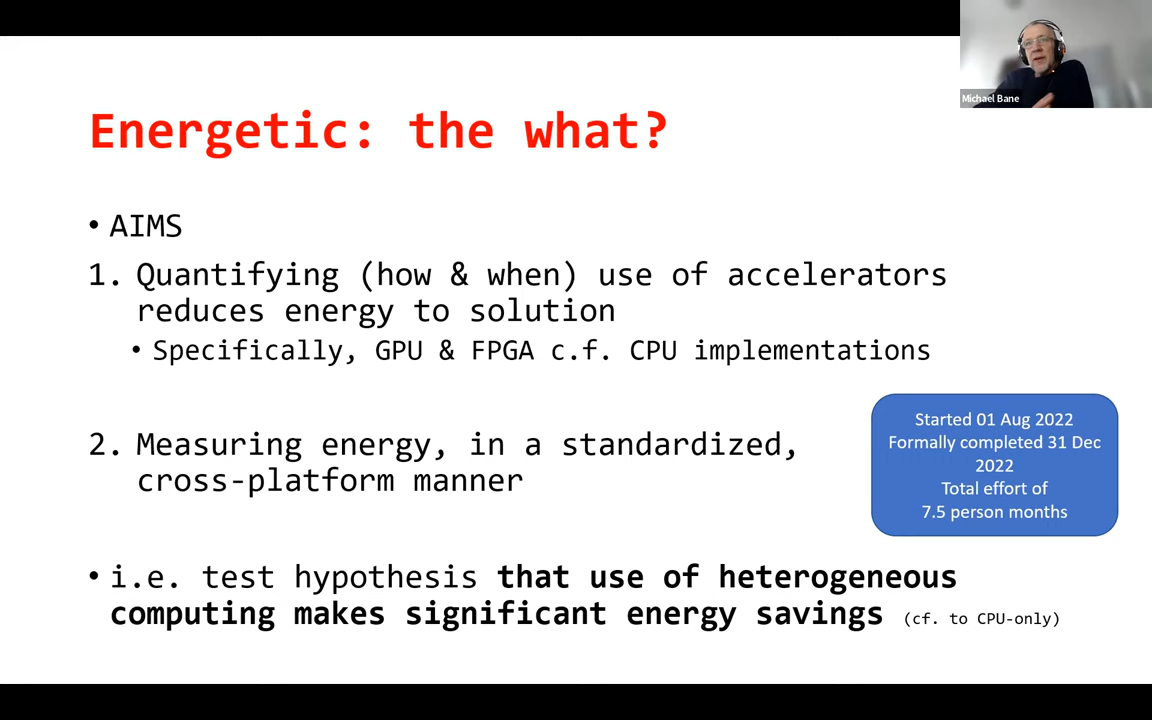 Michael Bane
Energetic: the what?
• AIMS
1. Quantifying (how & when) use of accelerators
reduces energy to solution
• Specifically, GPU & FPGA c.f. CPU implementations
2. Measuring energy, in a standardized,
cross-platform manner
Started 01 Aug 2022
Formally completed 31 Dec
2022
Total effort of
7.5 person months
• i.e. test hypothesis that use of heterogeneous
computing makes significant energy savings (cf. to CPU-only)